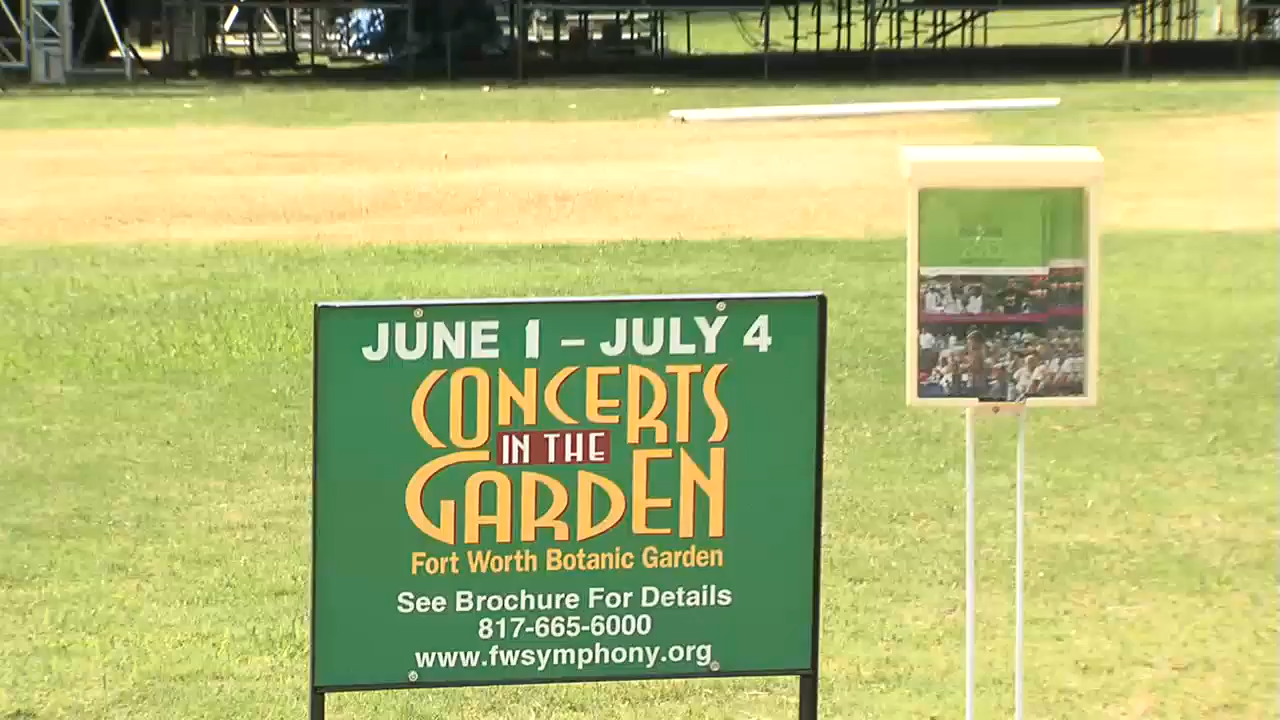 JUNE 1 – JULY 4
CONCERTS
IN THE
GARDEN
Fort Worth Botanic Garden
See Brochure For Details
817-665-6000
www.fwsymphony.org